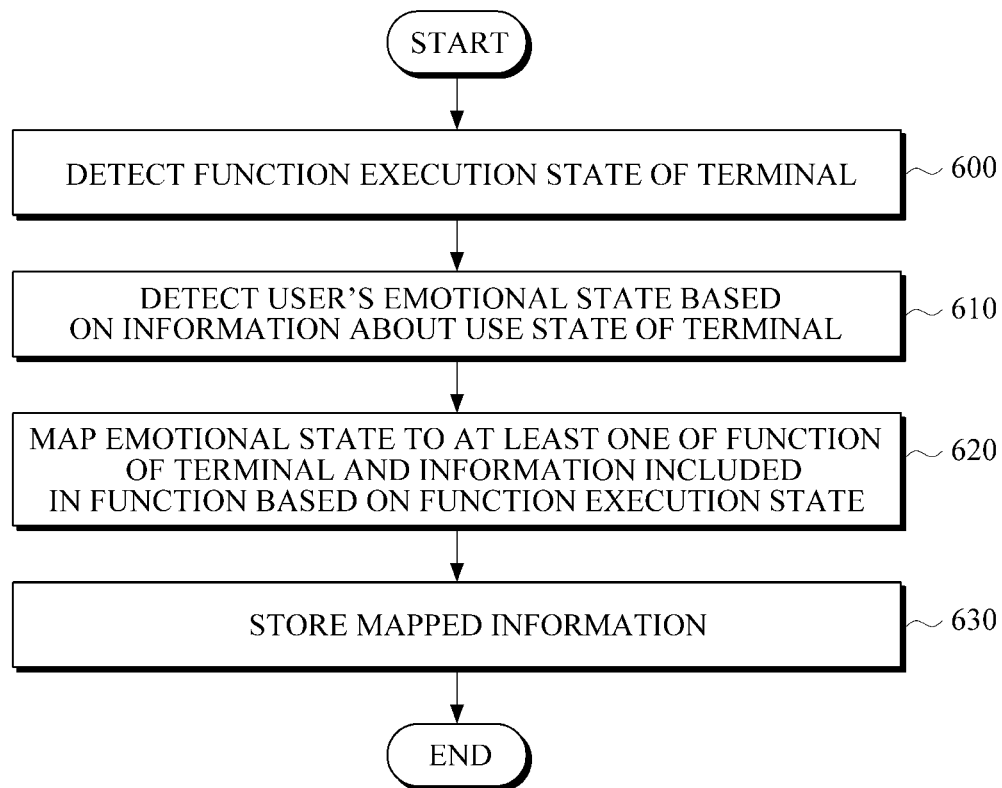 START
DETECT FUNCTION EXECUTION STATE OF TERMINAL
600
DETECT USER'S EMOTIONAL STATE BASED
ON INFORMATION ABOUT USE STATE OF TERMINAL
610
MAP EMOTIONAL STATE TO AT LEAST ONE OF FUNCTION
OF TERMINAL AND INFORMATION INCLUDED
IN FUNCTION BASED ON FUNCTION EXECUTION STATE
620
STORE MAPPED INFORMATION
630
END